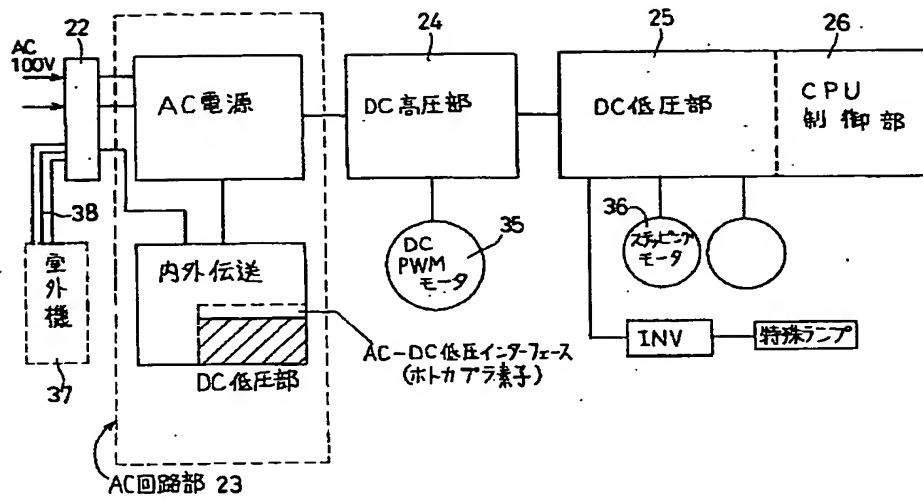 22
24
25
26
AC
100V
AC電源
DC高圧部
DC低圧部
CPU
制御部
38
35
36
DC
PWM
モータ
ステッピング
モータ
室外機
37
内外伝送
DC低圧部
AC-DC低圧インターフェース
(ホトカプラ素子)
INV
特殊ランプ
AC回路部 23